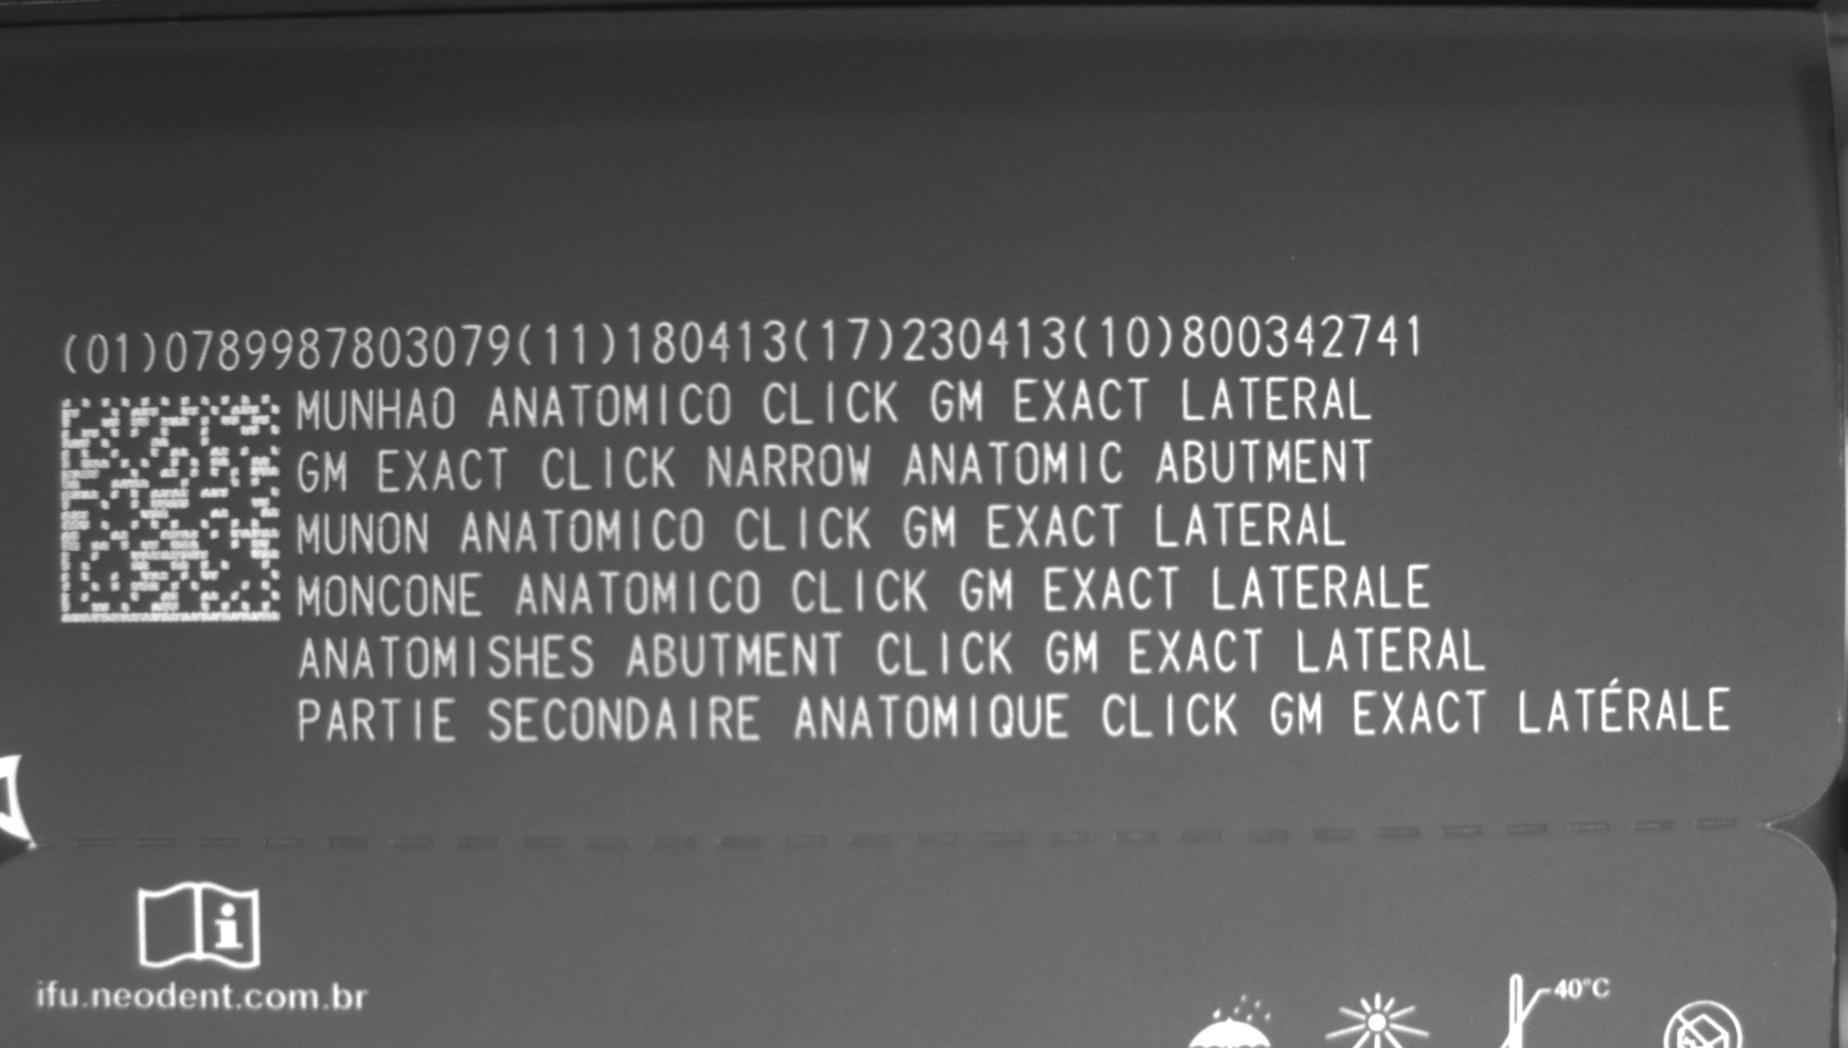 (01)0789987803079(11)180413(17)230413(10)800342741
MUNHAO ANATOMICO CLICK GM EXACT LATERAL
GM EXACT CLICK NARROW ANATOMIC ABUTMENT
MUNON ANATOMICO CLICK GM EXACT LATERAL
MONCONE ANATOMICO CLICK GM EXACT LATERALE
ANATOMISHES ABUTMENT CLICK GM EXACT LATERAL
PARTIE SECONDAIRE ANATOMIQUE CLICK GM EXACT LATÉRALE
i
ifu.neodent.com.br
40°C